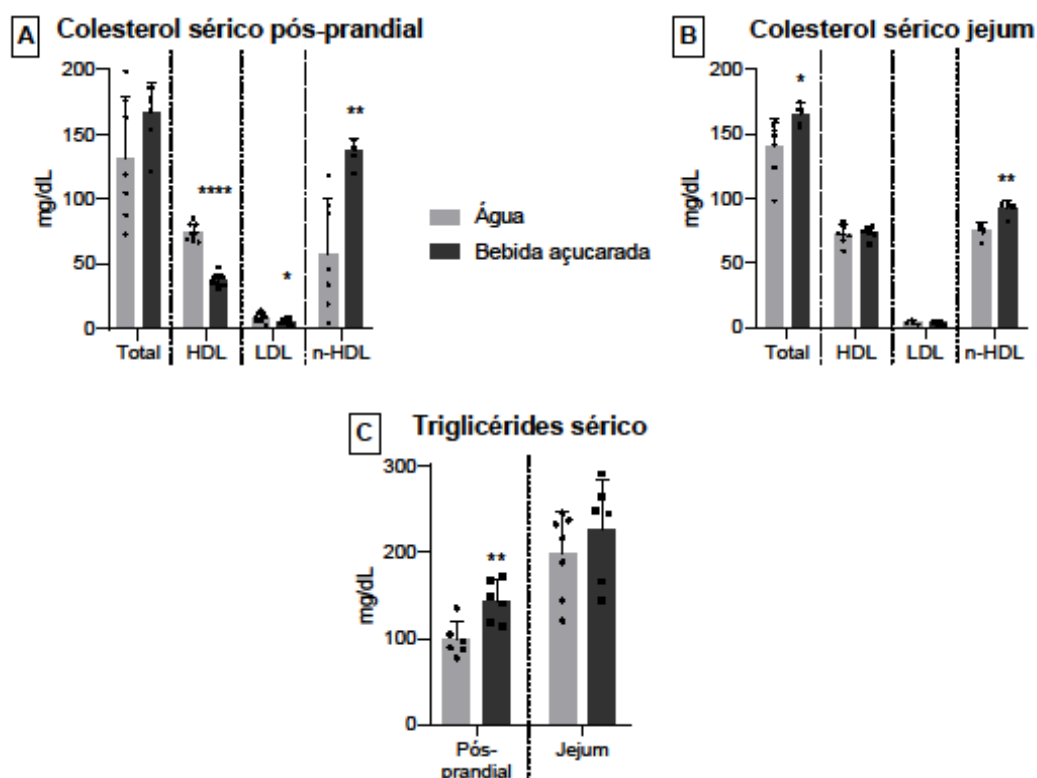 A Colesterol sérico pós-prandial
200
150
100
50
0
mg/dL
****
*
**
Total HDL LDL n-HDL
Água
Bebida açucarada
B Colesterol sérico jejum
200
150
100
50
0
mg/dL
*
**
Total HDL LDL n-HDL
C Triglicérides sérico
300
200
100
0
mg/dL
**
Pós-
prandial
Jejum